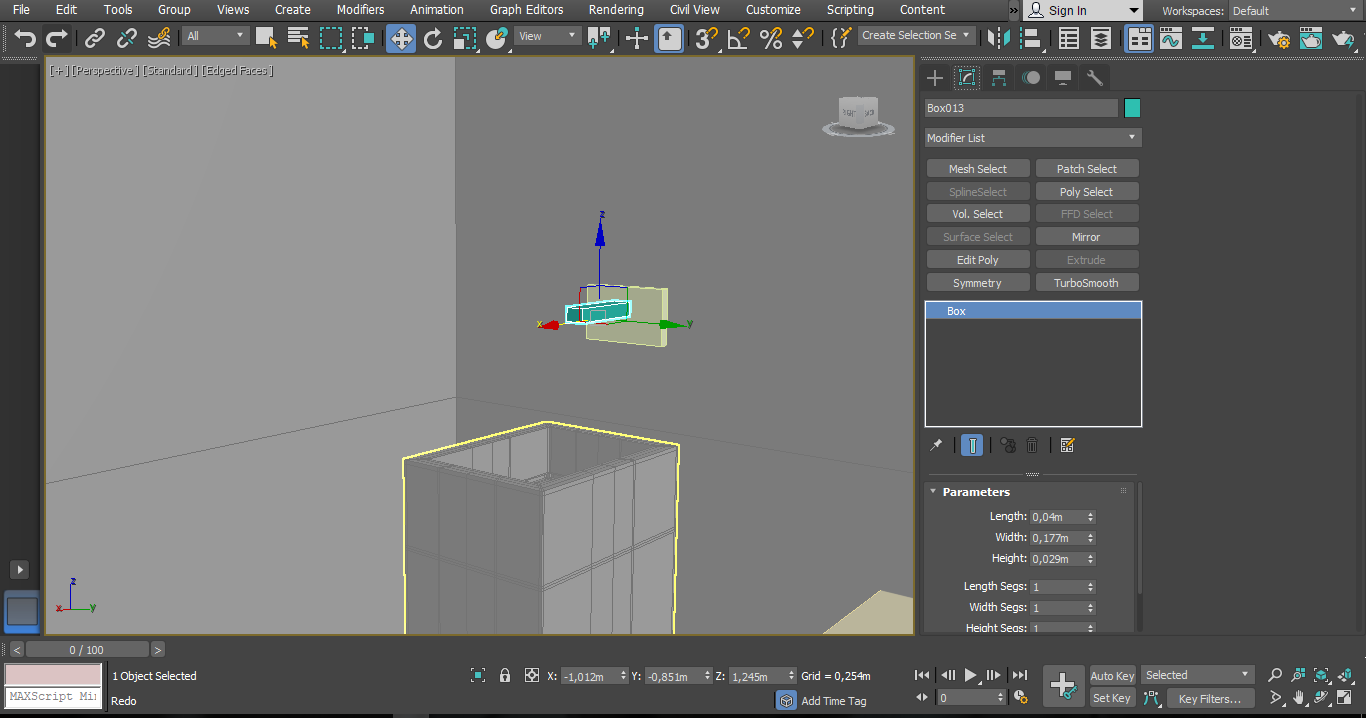 File Edit Tools Group Views Create Modifiers Animation Graph Editors Rendering Civil View Customize Scripting Content » Sign In Workspaces: Default
All View Create Selection Se
[ + ] [Perspective ] [Standard ] [Edged Faces ]
Box013
Modifier List
Mesh Select Patch Select
SplineSelect Poly Select
Vol. Select FFD Select
Surface Select Mirror
Edit Poly Extrude
Symmetry TurboSmooth
Box
z
x y
Parameters
Length: 0,04m
Width: 0,177m
Height: 0,029m
Length Segs: 1
Width Segs: 1
Height Segs: 1
z
x y
< 0 / 100 >
1 Object Selected X: -1,012m Y: -0,851m Z: 1,245m Grid = 0,254m Auto Key Selected
MAXScript Mi Redo Add Time Tag 0 Set Key Key Filters...